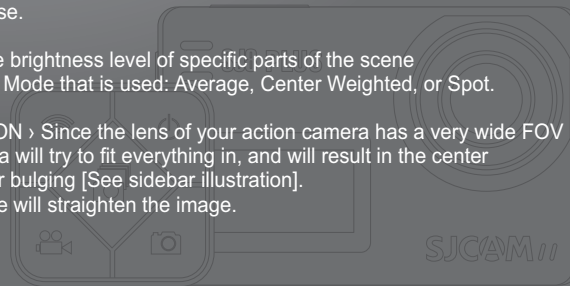 se.
e brightness level of specific parts of the scene
Mode that is used: Average, Center Weighted, or Spot.
ON › Since the lens of your action camera has a very wide FOV
a will try to fit everything in, and will result in the center
r bulging [See sidebar illustration].
e will straighten the image.
SJCAM